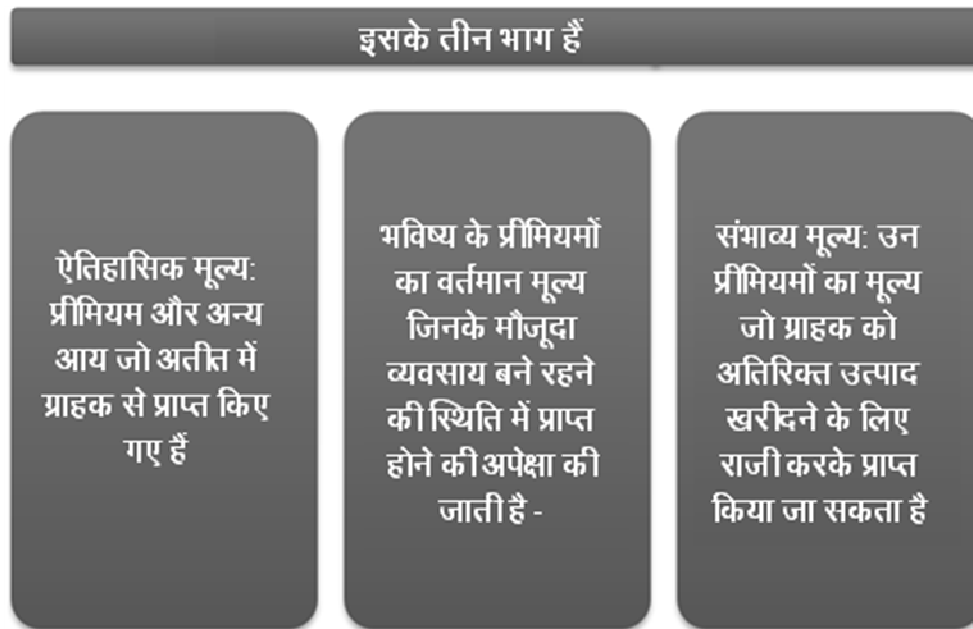 इसके तीन भाग हैं
ऐतिहासिक मूल्य:
प्रीमियम और अन्य
आय जो अतीत में
ग्राहक से प्राप्त किए
गए हैं
भविष्य के प्रीमियमों
का वर्तमान मूल्य
जिनके मौजूदा
व्यवसाय बने रहने
की स्थिति में प्राप्त
होने की अपेक्षा की
जाती है -
संभाव्य मूल्य: उन
प्रीमियमों का मूल्य
जो ग्राहक को
अतिरिक्त उत्पाद
खरीदने के लिए
राजी करके प्राप्त
किया जा सकता है